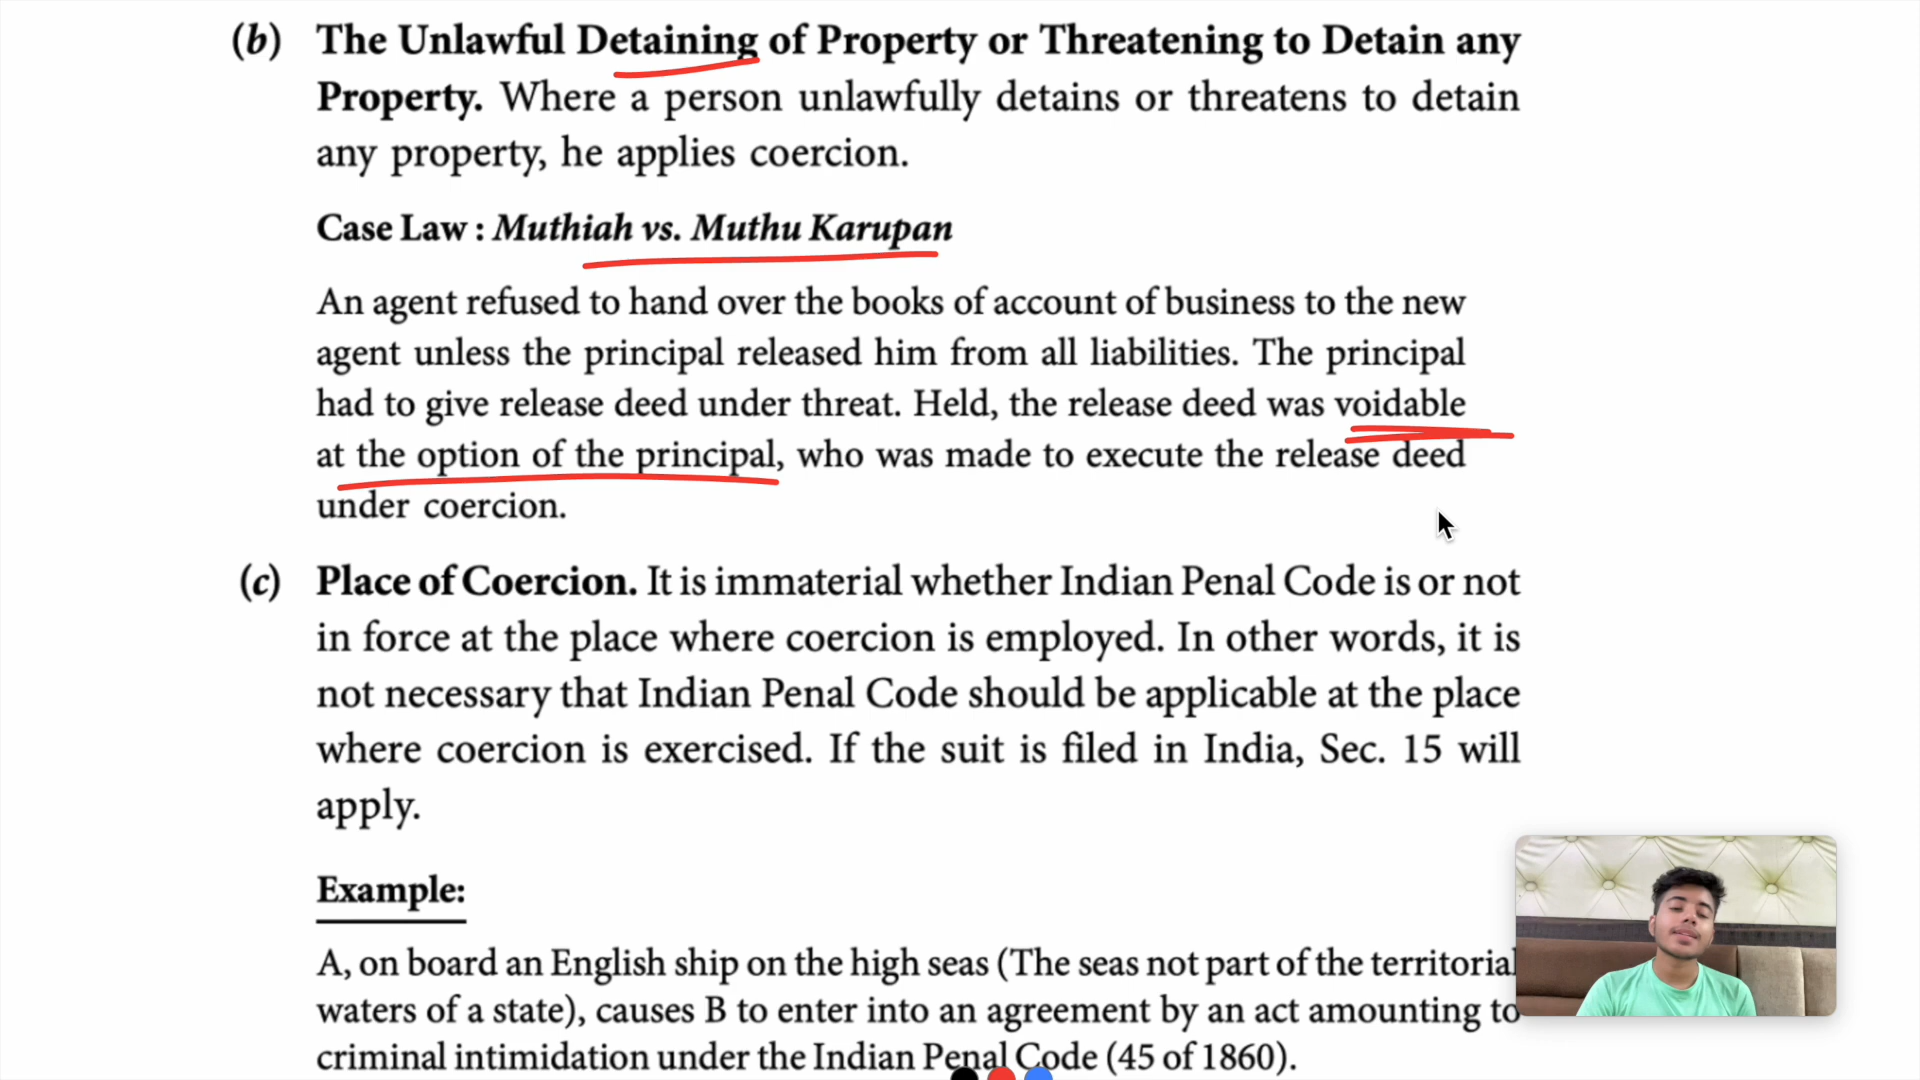 (b) The Unlawful Detaining of Property or Threatening to Detain any
Property. Where a person unlawfully detains or threatens to detain
any property, he applies coercion.
Case Law : Muthiah vs. Muthu Karupan
An agent refused to hand over the books of account of business to the new
agent unless the principal released him from all liabilities. The principal
had to give release deed under threat. Held, the release deed was voidable
at the option of the principal, who was made to execute the release deed
under coercion.
(c) Place of Coercion. It is immaterial whether Indian Penal Code is or not
in force at the place where coercion is employed. In other words, it is
not necessary that Indian Penal Code should be applicable at the place
where coercion is exercised. If the suit is filed in India, Sec. 15 will
apply.
Example:
A, on board an English ship on the high seas (The seas not part of the territorial
waters of a state), causes B to enter into an agreement by an act amounting to
criminal intimidation under the Indian Penal Code (45 of 1860).